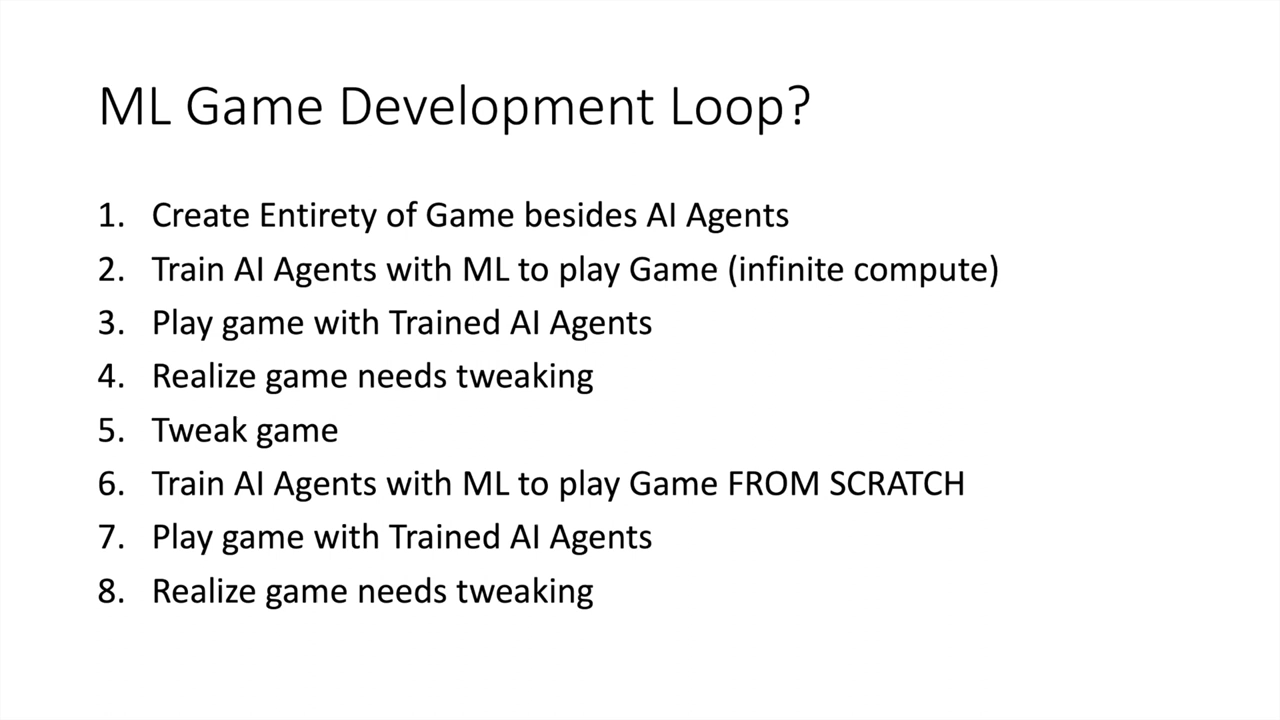 ML Game Development Loop?
1. Create Entirety of Game besides AI Agents
2. Train AI Agents with ML to play Game (infinite compute)
3. Play game with Trained AI Agents
4. Realize game needs tweaking
5. Tweak game
6. Train AI Agents with ML to play Game FROM SCRATCH
7. Play game with Trained AI Agents
8. Realize game needs tweaking